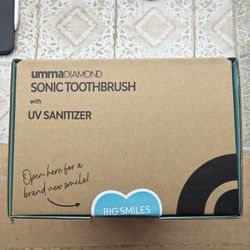 ummaDIAMOND
SONIC TOOTHBRUSH
with
UV SANITIZER
Open here for a
brand new smile!
BIG SMILES